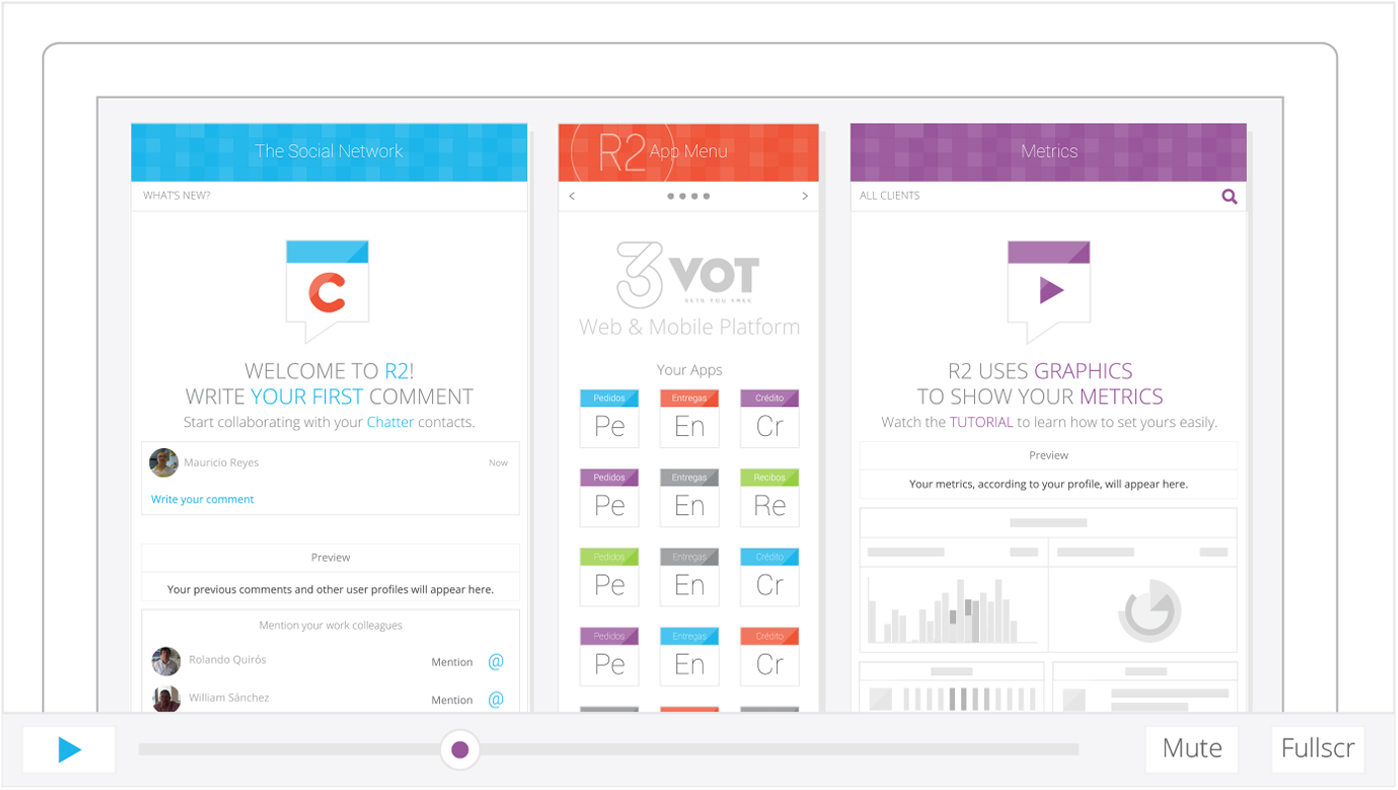 The Social Network
WHAT'S NEW?
C
WELCOME TO R2!
WRITE YOUR FIRST COMMENT
Start collaborating with your Chatter contacts.
Mauricio Reyes
Now
Write your comment
Preview
Your previous comments and other user profiles will appear here.
Mention your work colleagues
Rolando Quirós
Mention @
William Sánchez
Mention @
R2 App Menu
< >
3VOT
SETS YOU FREE
Web & Mobile Platform
Your Apps
Pedidos Entregas Crédito
Pe En Cr
Pedidos Entregas Recibos
Pe En Re
Pedidos Entregas Crédito
Pe En Cr
Pedidos Entregas Crédito
Pe En Cr
Metrics
ALL CLIENTS
R2 USES GRAPHICS
TO SHOW YOUR METRICS
Watch the TUTORIAL to learn how to set yours easily.
Preview
Your metrics, according to your profile, will appear here.
Mute
Fullscr